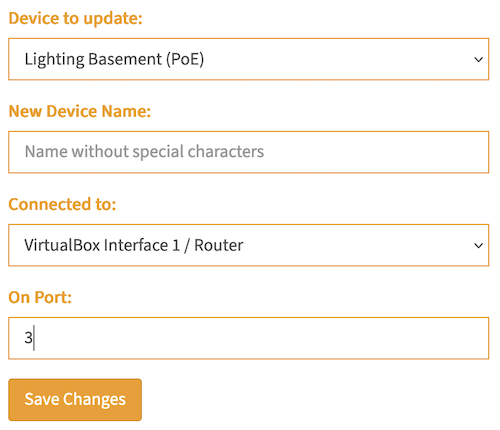 Device to update:
Lighting Basement (PoE)
New Device Name:
Name without special characters
Connected to:
VirtualBox Interface 1 / Router
On Port:
3
Save Changes